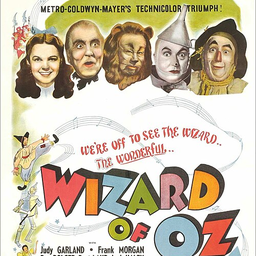 METRO-GOLDWYN-MAYER'S TECHNICOLOR TRIUMPH!
WE'RE OFF TO SEE THE WIZARD..
THE WONDERFUL..
WIZARD
OF OZ
Judy GARLAND • Frank MORGAN